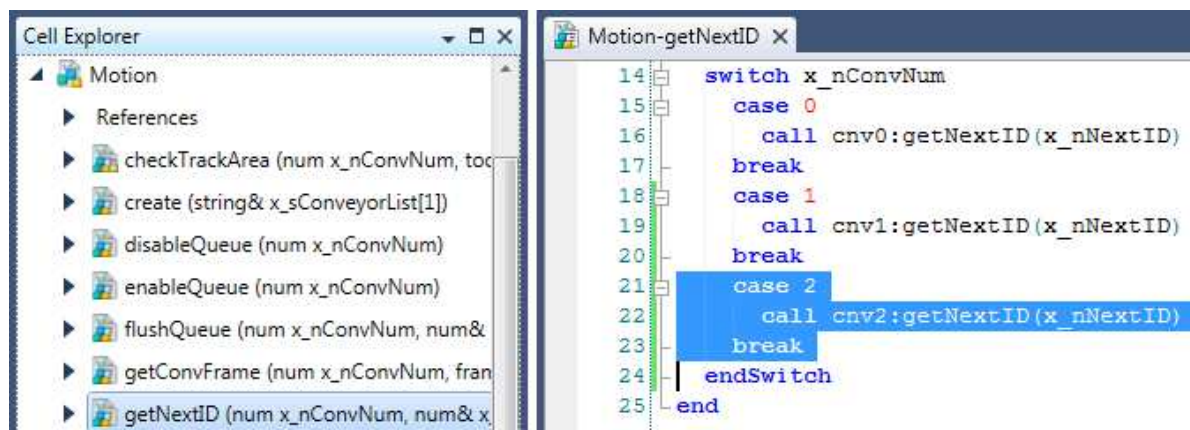 Cell Explorer
Motion
References
checkTrackArea (num x_nConvNum, toc
create (string& x_sConveyorList[1])
disableQueue (num x_nConvNum)
enableQueue (num x_nConvNum)
flushQueue (num x_nConvNum, num&
getConvFrame (num x_nConvNum, fran
getNextID (num x_nConvNum, num& x_
Motion-getNextID
14 switch x_nConvNum
15 case 0
16 call cnv0:getNextID(x_nNextID)
17 break
18 case 1
19 call cnv1:getNextID(x_nNextID)
20 break
21 case 2
22 call cnv2:getNextID(x_nNextID)
23 break
24 endSwitch
25 end